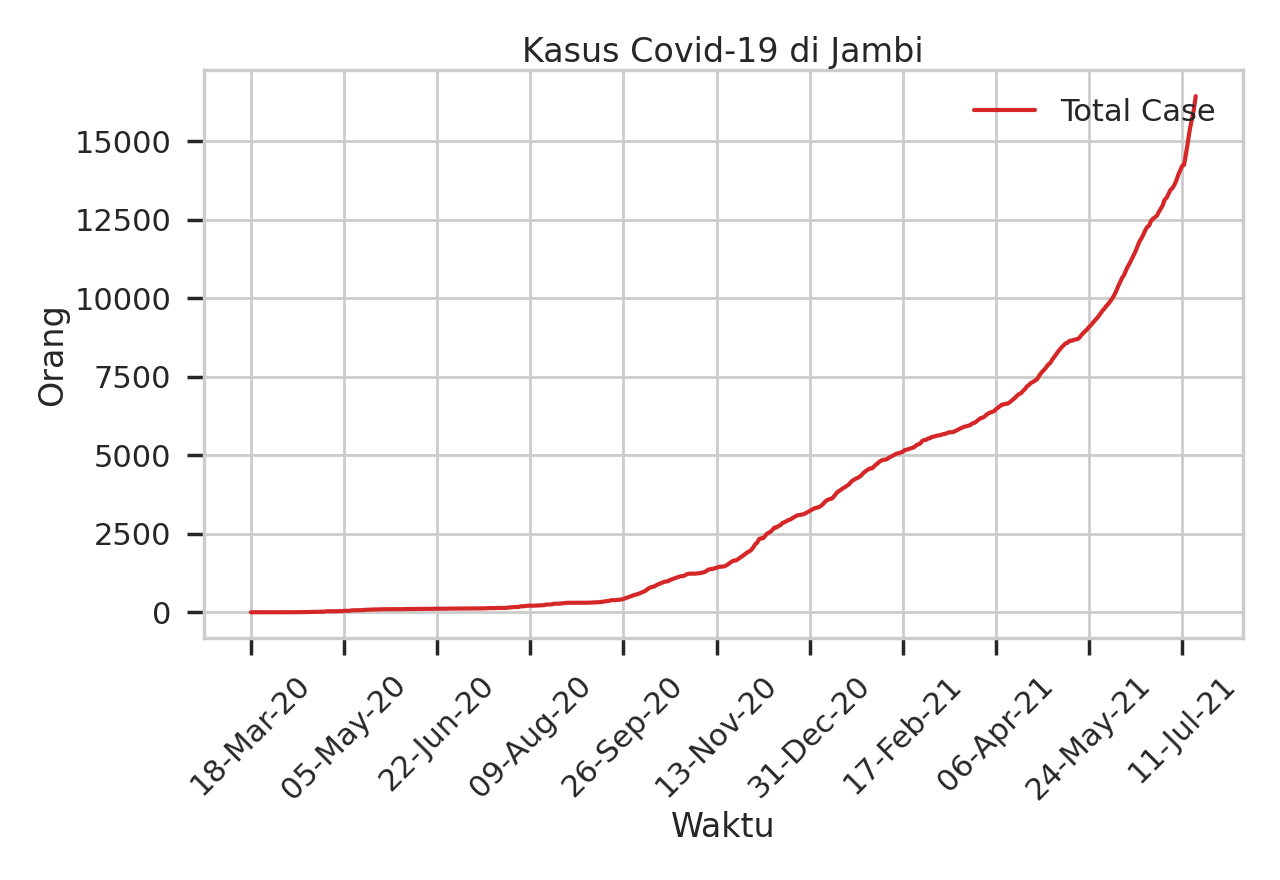 Kasus Covid-19 di Jambi
Total Case
15000
12500
10000
7500
5000
2500
0
Orang
18-Mar-20
05-May-20
22-Jun-20
09-Aug-20
26-Sep-20
13-Nov-20
31-Dec-20
17-Feb-21
06-Apr-21
24-May-21
11-Jul-21
Waktu